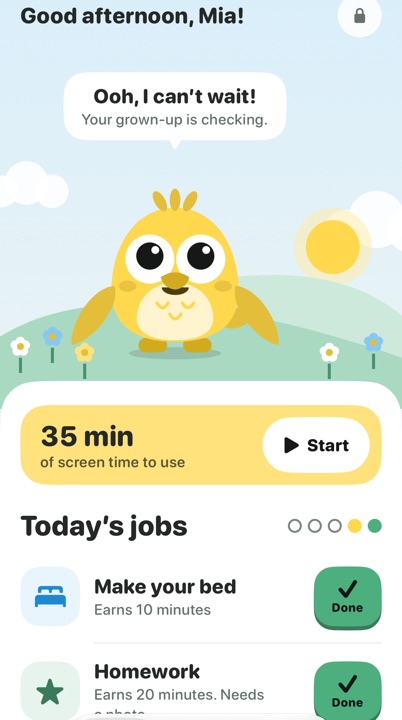 Good afternoon, Mia!
Ooh, I can't wait!
Your grown-up is checking.
35 min
of screen time to use
Start
Today's jobs
Make your bed
Earns 10 minutes
Done
Homework
Earns 20 minutes. Needs
a photo
Done